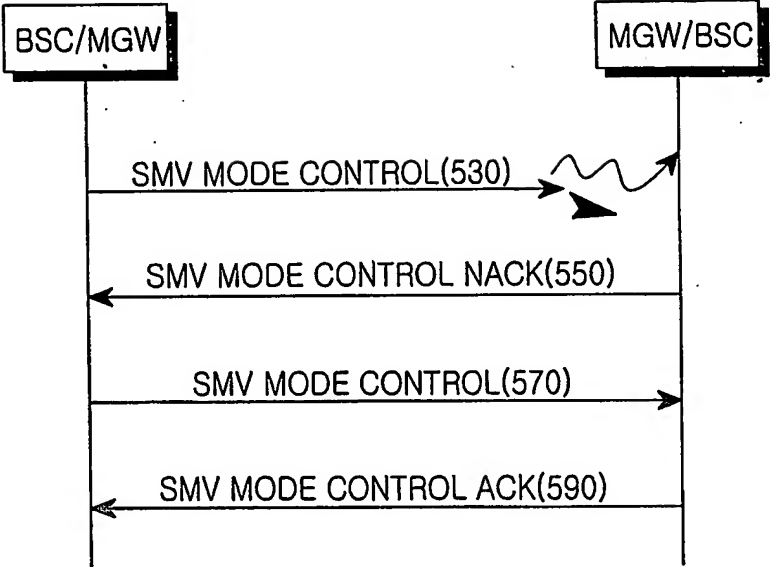 BSC/MGW
MGW/BSC
SMV MODE CONTROL(530)
SMV MODE CONTROL NACK(550)
SMV MODE CONTROL(570)
SMV MODE CONTROL ACK(590)